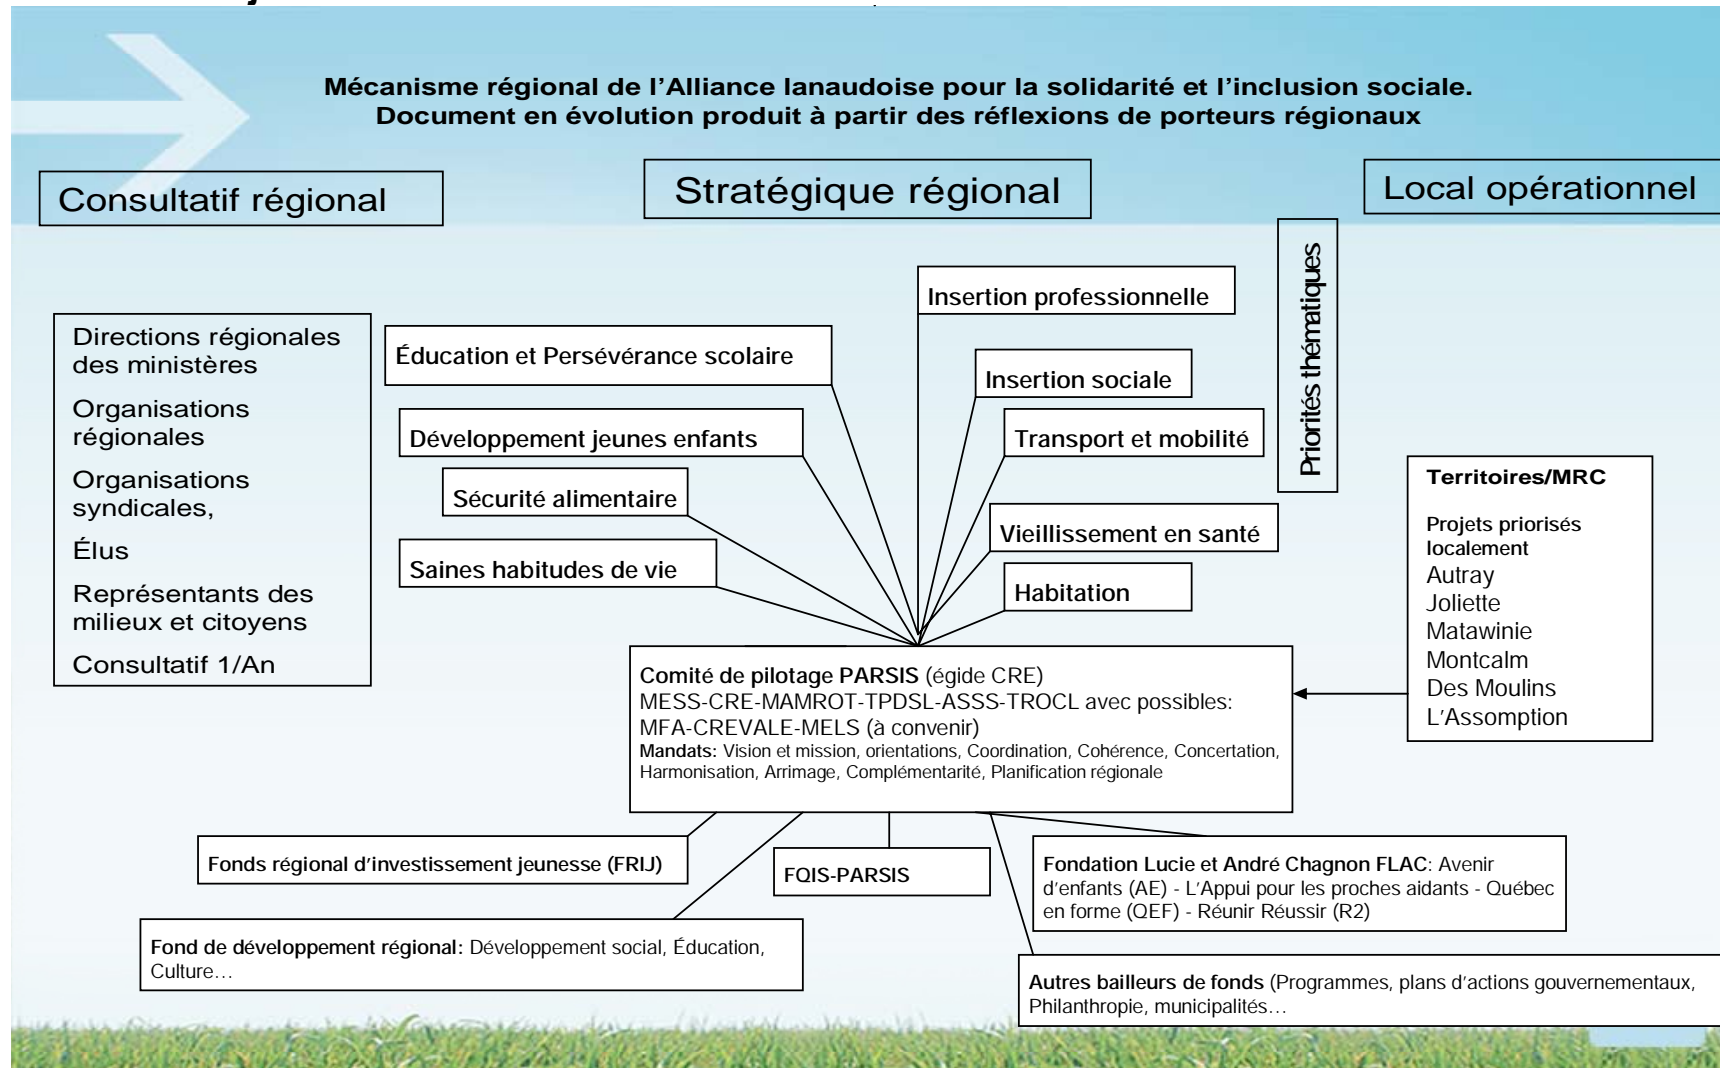 Mécanisme régional de l'Alliance lanaudoise pour la solidarité et l'inclusion sociale.
Document en évolution produit à partir des réflexions de porteurs régionaux
Consultatif régional
Stratégique régional
Local opérationnel
Directions régionales
des ministères
Organisations
régionales
Organisations
syndicales,
Élus
Représentants des
milieux et citoyens
Consultatif 1/An
Éducation et Persévérance scolaire
Développement jeunes enfants
Sécurité alimentaire
Saines habitudes de vie
Insertion professionnelle
Insertion sociale
Transport et mobilité
Vieillissement en santé
Habitation
Priorités thématiques
Territoires/MRC
Projets priorisés
localement
Autray
Joliette
Matawinie
Montcalm
Des Moulins
L'Assomption
Comité de pilotage PARSIS (égide CRE)
MESS-CRE-MAMROT-TPDSL-ASSS-TROCL avec possibles:
MFA-CREVALE-MELS (à convenir)
Mandats: Vision et mission, orientations, Coordination, Cohérence, Concertation,
Harmonisation, Arrimage, Complémentarité, Planification régionale
Fonds régional d'investissement jeunesse (FRIJ)
FQIS-PARSIS
Fondation Lucie et André Chagnon FLAC: Avenir
d'enfants (AE) - L'Appui pour les proches aidants - Québec
en forme (QEF) - Réunir Réussir (R2)
Fond de développement régional: Développement social, Éducation,
Culture…
Autres bailleurs de fonds (Programmes, plans d'actions gouvernementaux,
Philanthropie, municipalités…